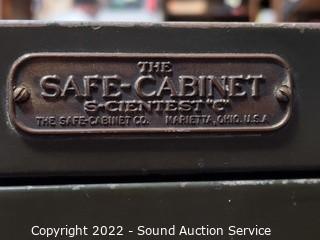 THE
SAFE-CABINET
S-CIENTEST "C"
THE SAFE-CABINET CO. MARIETTA, OHIO. U.S.A
Copyright 2022 - Sound Auction Service